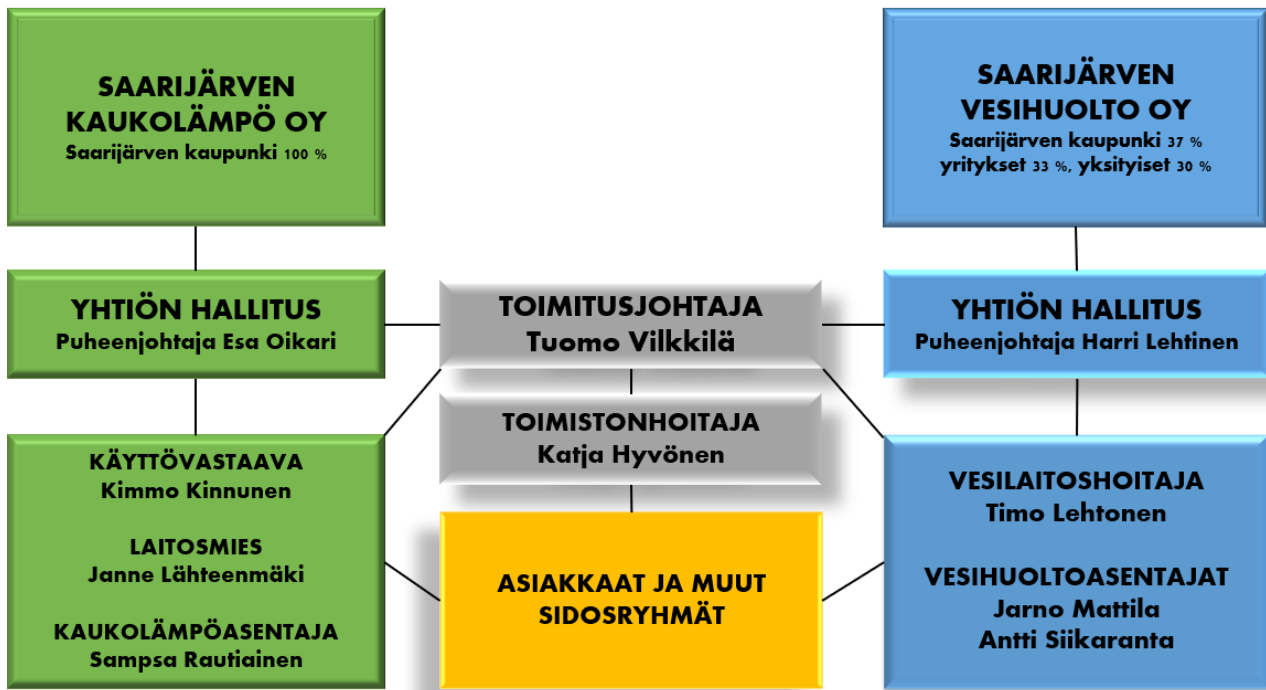 SAARIJÄRVEN
KAUKOLÄMPÖ OY
Saarijärven kaupunki 100 %
SAARIJÄRVEN
VESIHUOLTO OY
Saarijärven kaupunki 37 %
yritykset 33 %, yksityiset 30 %
YHTIÖN HALLITUS
Puheenjohtaja Esa Oikari
TOIMITUSJOHTAJA
Tuomo Vilkkilä
YHTIÖN HALLITUS
Puheenjohtaja Harri Lehtinen
TOIMISTONHOITAJA
Katja Hyvönen
KÄYTTÖVASTAAVA
Kimmo Kinnunen
LAITOSMIES
Janne Lähteenmäki
KAUKOLÄMPÖASENTAJA
Sampsa Rautiainen
ASIAKKAAT JA MUUT
SIDOSRYHMÄT
VESILAITOSHOITAJA
Timo Lehtonen
VESIHUOLTOASENTAJAT
Jarno Mattila
Antti Siikaranta